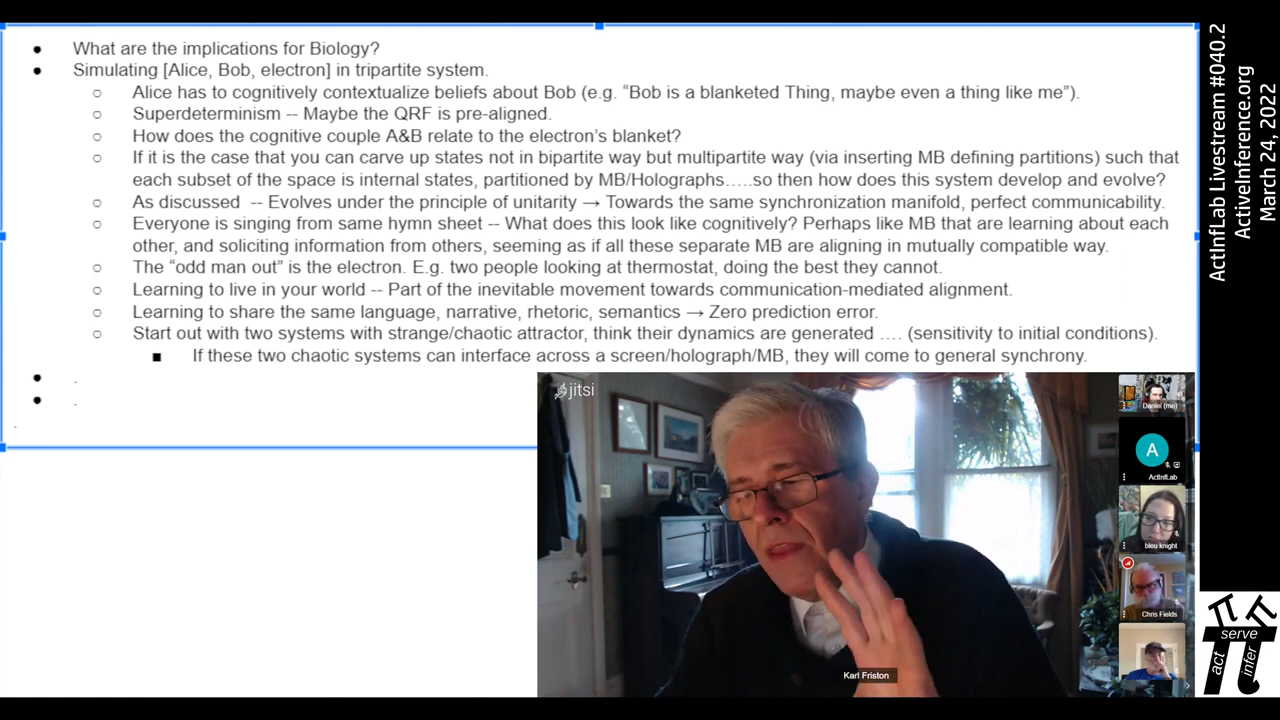 What are the implications for Biology?
Simulating [Alice, Bob, electron] in tripartite system.
Alice has to cognitively contextualize beliefs about Bob (e.g. “Bob is a blanketed Thing, maybe even a thing like me”).
Superdeterminism -- Maybe the QRF is pre-aligned.
How does the cognitive couple A&B relate to the electron’s blanket?
If it is the case that you can carve up states not in bipartite way but multipartite way (via inserting MB defining partitions) such that
each subset of the space is internal states, partitioned by MB/Holographs…..so then how does this system develop and evolve?
As discussed -- Evolves under the principle of unitarity → Towards the same synchronization manifold, perfect communicability.
Everyone is singing from same hymn sheet -- What does this look like cognitively? Perhaps like MB that are learning about each
other, and soliciting information from others, seening as if all these separate MB are aligning in mutually compatible way.
The “odd man out” is the electron. E.g. two people looking at thermostat, doing the best they cannot.
Learning to live in your world -- Part of the inevitable movement towards communication-mediated alignment.
Learning to share the same language, narrative, rhetoric, semantics → Zero prediction error.
Start out with two systems with strange/chaotic attractor, think their dynamics are generated …. (sensitivity to initial conditions).
If these two chaotic systems can interface across a screen/holograph/MB, they will come to general synchrony.
.
.
.
jitsi
Karl Friston
Daniel (me)
A
ActInfLab
bleu knight
Chris Fields
ActInfLab Livestream #040.2
ActiveInference.org
March 24, 2022
act
serve
infer